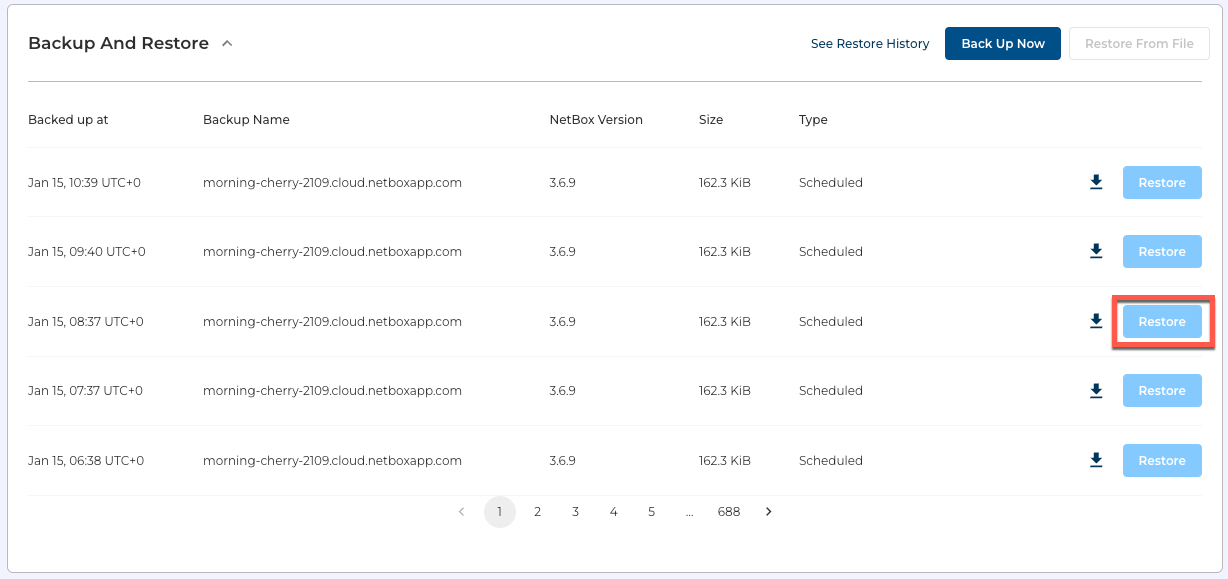 Backup And Restore See Restore History Back Up Now Restore From File
Backed up at Backup Name NetBox Version Size Type
Jan 15, 10:39 UTC+0 morning-cherry-2109.cloud.netboxapp.com 3.6.9 162.3 KiB Scheduled Restore
Jan 15, 09:40 UTC+0 morning-cherry-2109.cloud.netboxapp.com 3.6.9 162.3 KiB Scheduled Restore
Jan 15, 08:37 UTC+0 morning-cherry-2109.cloud.netboxapp.com 3.6.9 162.3 KiB Scheduled Restore
Jan 15, 07:37 UTC+0 morning-cherry-2109.cloud.netboxapp.com 3.6.9 162.3 KiB Scheduled Restore
Jan 15, 06:38 UTC+0 morning-cherry-2109.cloud.netboxapp.com 3.6.9 162.3 KiB Scheduled Restore
1 2 3 4 5 ... 688